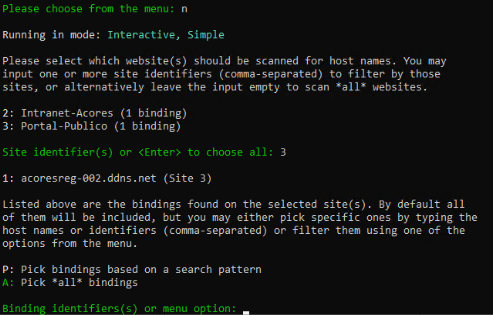 Please choose from the menu: n
Running in mode: Interactive, Simple
Please select which website(s) should be scanned for host names. You may
input one or more site identifiers (comma-separated) to filter by those
sites, or alternatively leave the input empty to scan *all* websites.
2: Intranet-Acores (1 binding)
3: Portal-Publico (1 binding)
Site identifier(s) or <Enter> to choose all: 3
1: acoresreg-002.ddns.net (Site 3)
Listed above are the bindings found on the selected site(s). By default all
of them will be included, but you may either pick specific ones by typing the
host names or identifiers (comma-separated) or filter them using one of the
options from the menu.
P: Pick bindings based on a search pattern
A: Pick *all* bindings
Binding identifiers(s) or menu option: